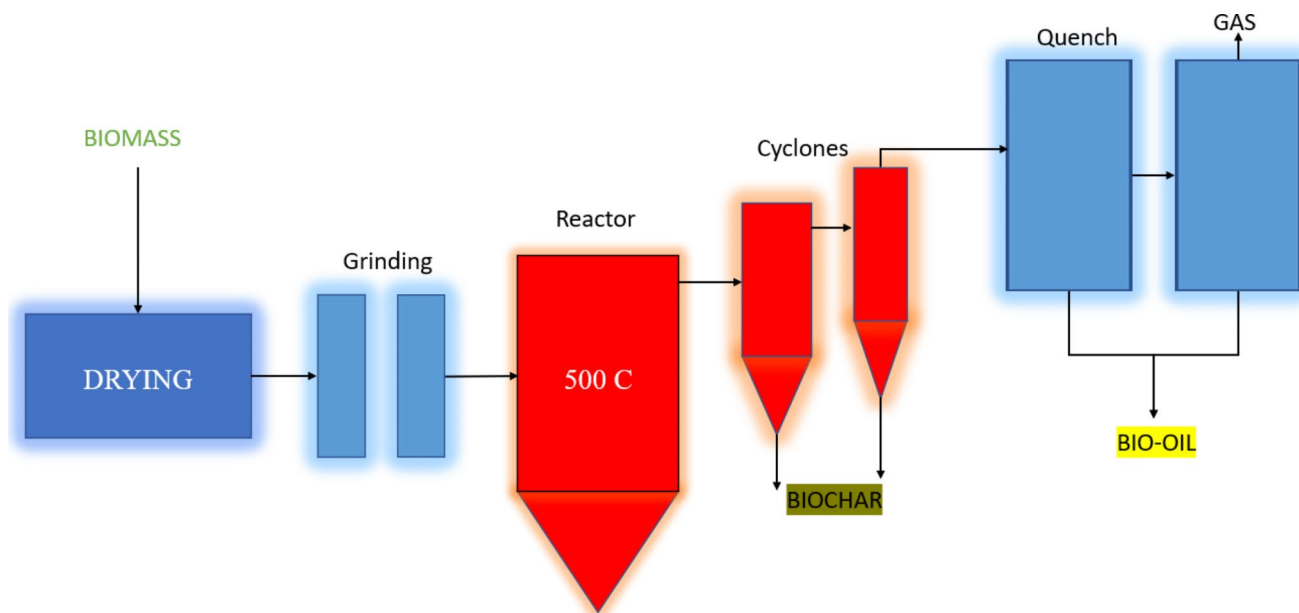 BIOMASS
DRYING
Grinding
Reactor
500 C
Cyclones
BIOCHAR
Quench
GAS
BIO-OIL